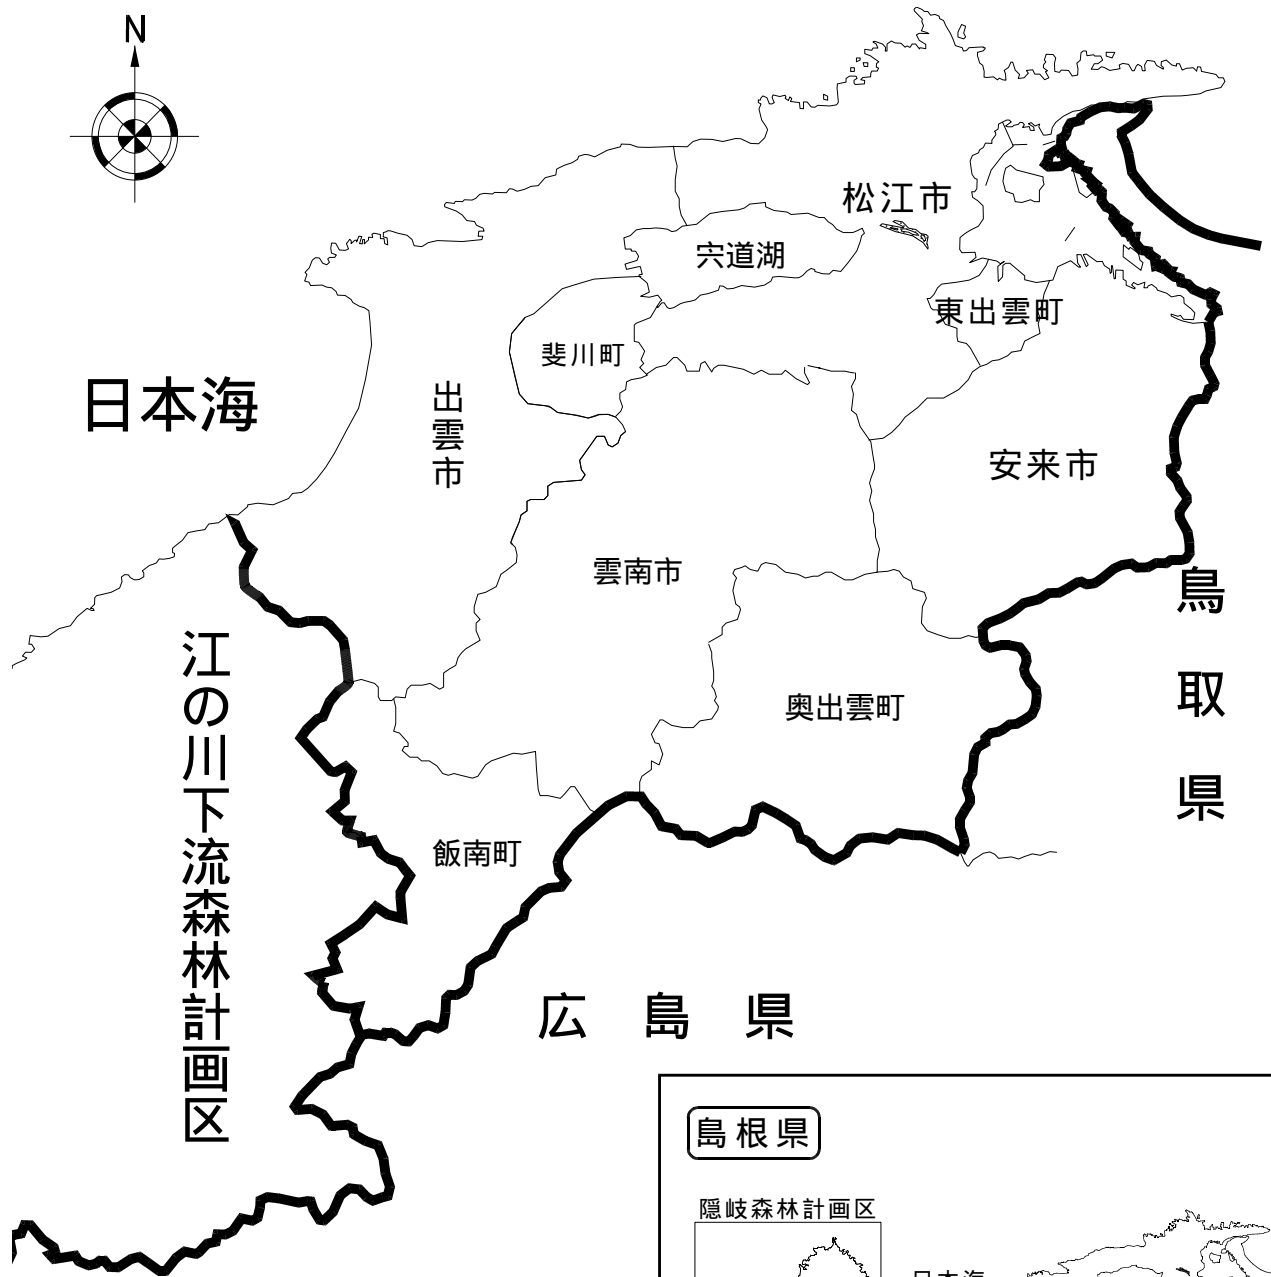 N
松江市
宍道湖
東出雲町
斐川町
日本海
出雲市
安来市
雲南市
鳥取県
江の川下流森林計画区
奥出雲町
飯南町
広島県
島根県
隠岐森林計画区
日本海